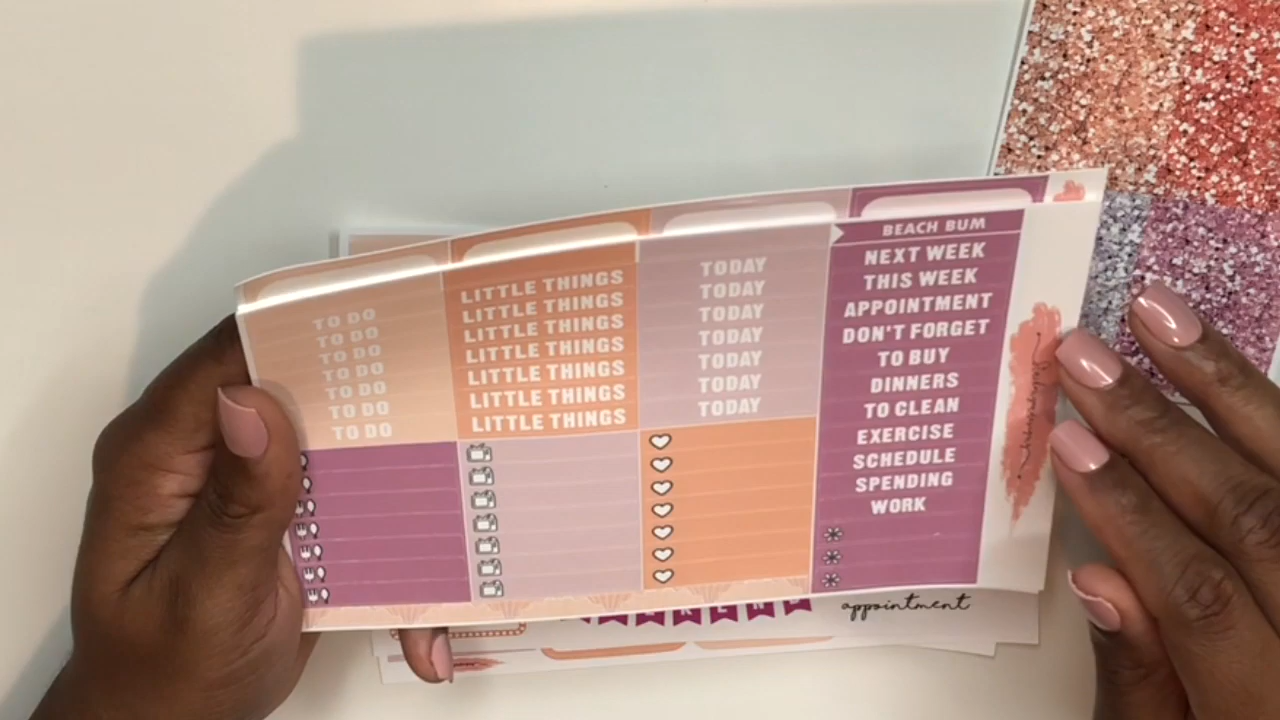 TO DO
TO DO
TO DO
TO DO
TO DO
TO DO
LITTLE THINGS
LITTLE THINGS
LITTLE THINGS
LITTLE THINGS
LITTLE THINGS
LITTLE THINGS
LITTLE THINGS
TODAY
TODAY
TODAY
TODAY
TODAY
TODAY
TODAY
BEACH BUM
NEXT WEEK
THIS WEEK
APPOINTMENT
DON'T FORGET
TO BUY
DINNERS
TO CLEAN
EXERCISE
SCHEDULE
SPENDING
WORK
appointment